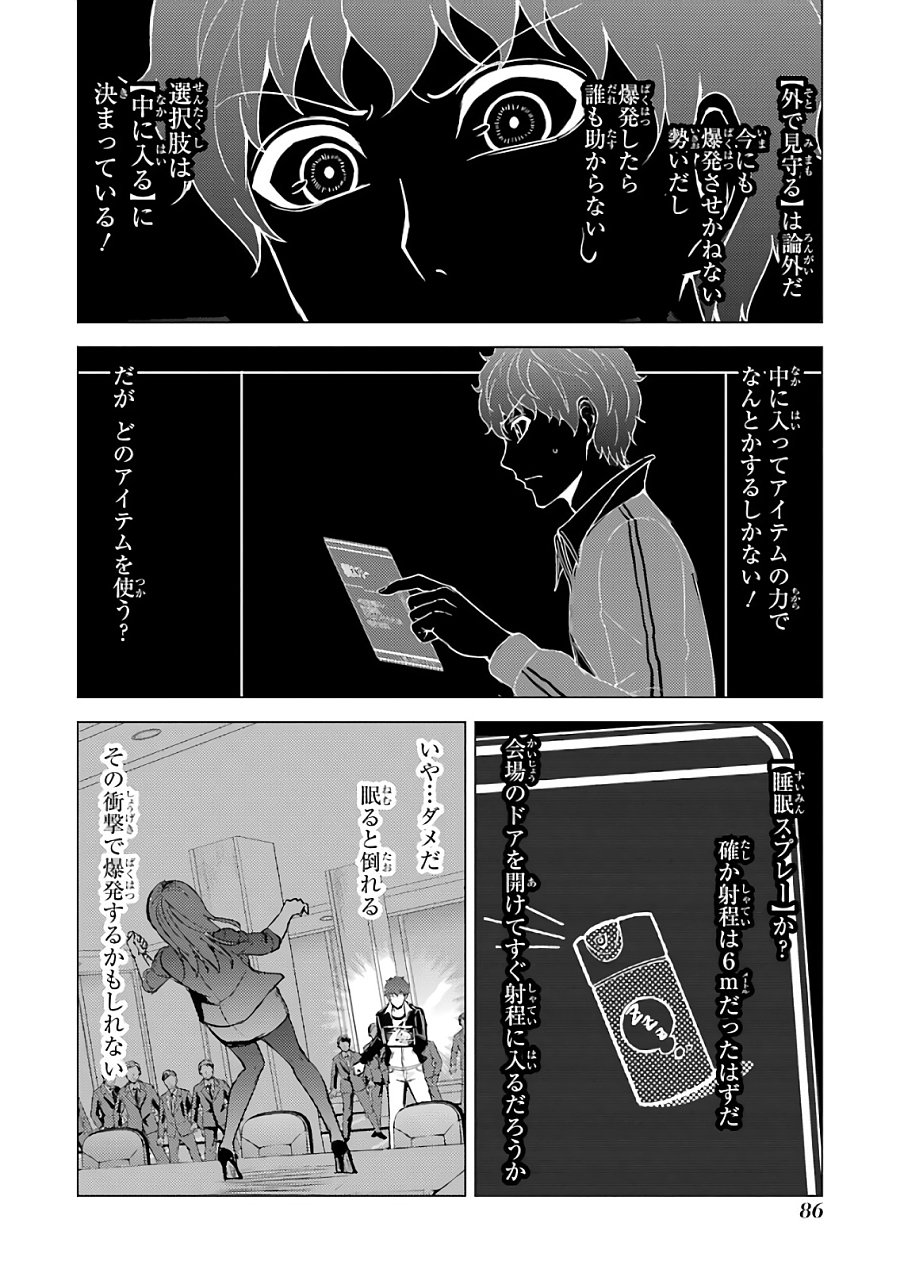 【外で見守る】は論外だ
今にも
爆発させかねない
勢いだし
爆発したら
誰も助からない
選択肢は
【中に入る】に
決まっている！
中に入ってアイテムの力で
なんとかするしかない！
だが どのアイテムを使う？
【睡眠スプレー】か？
確か射程は6mだったはずだ
会場のドアを開けてすぐ射程に入るだろうか
いや…ダメだ
眠ると倒れる
その衝撃で爆発するかもしれない
86